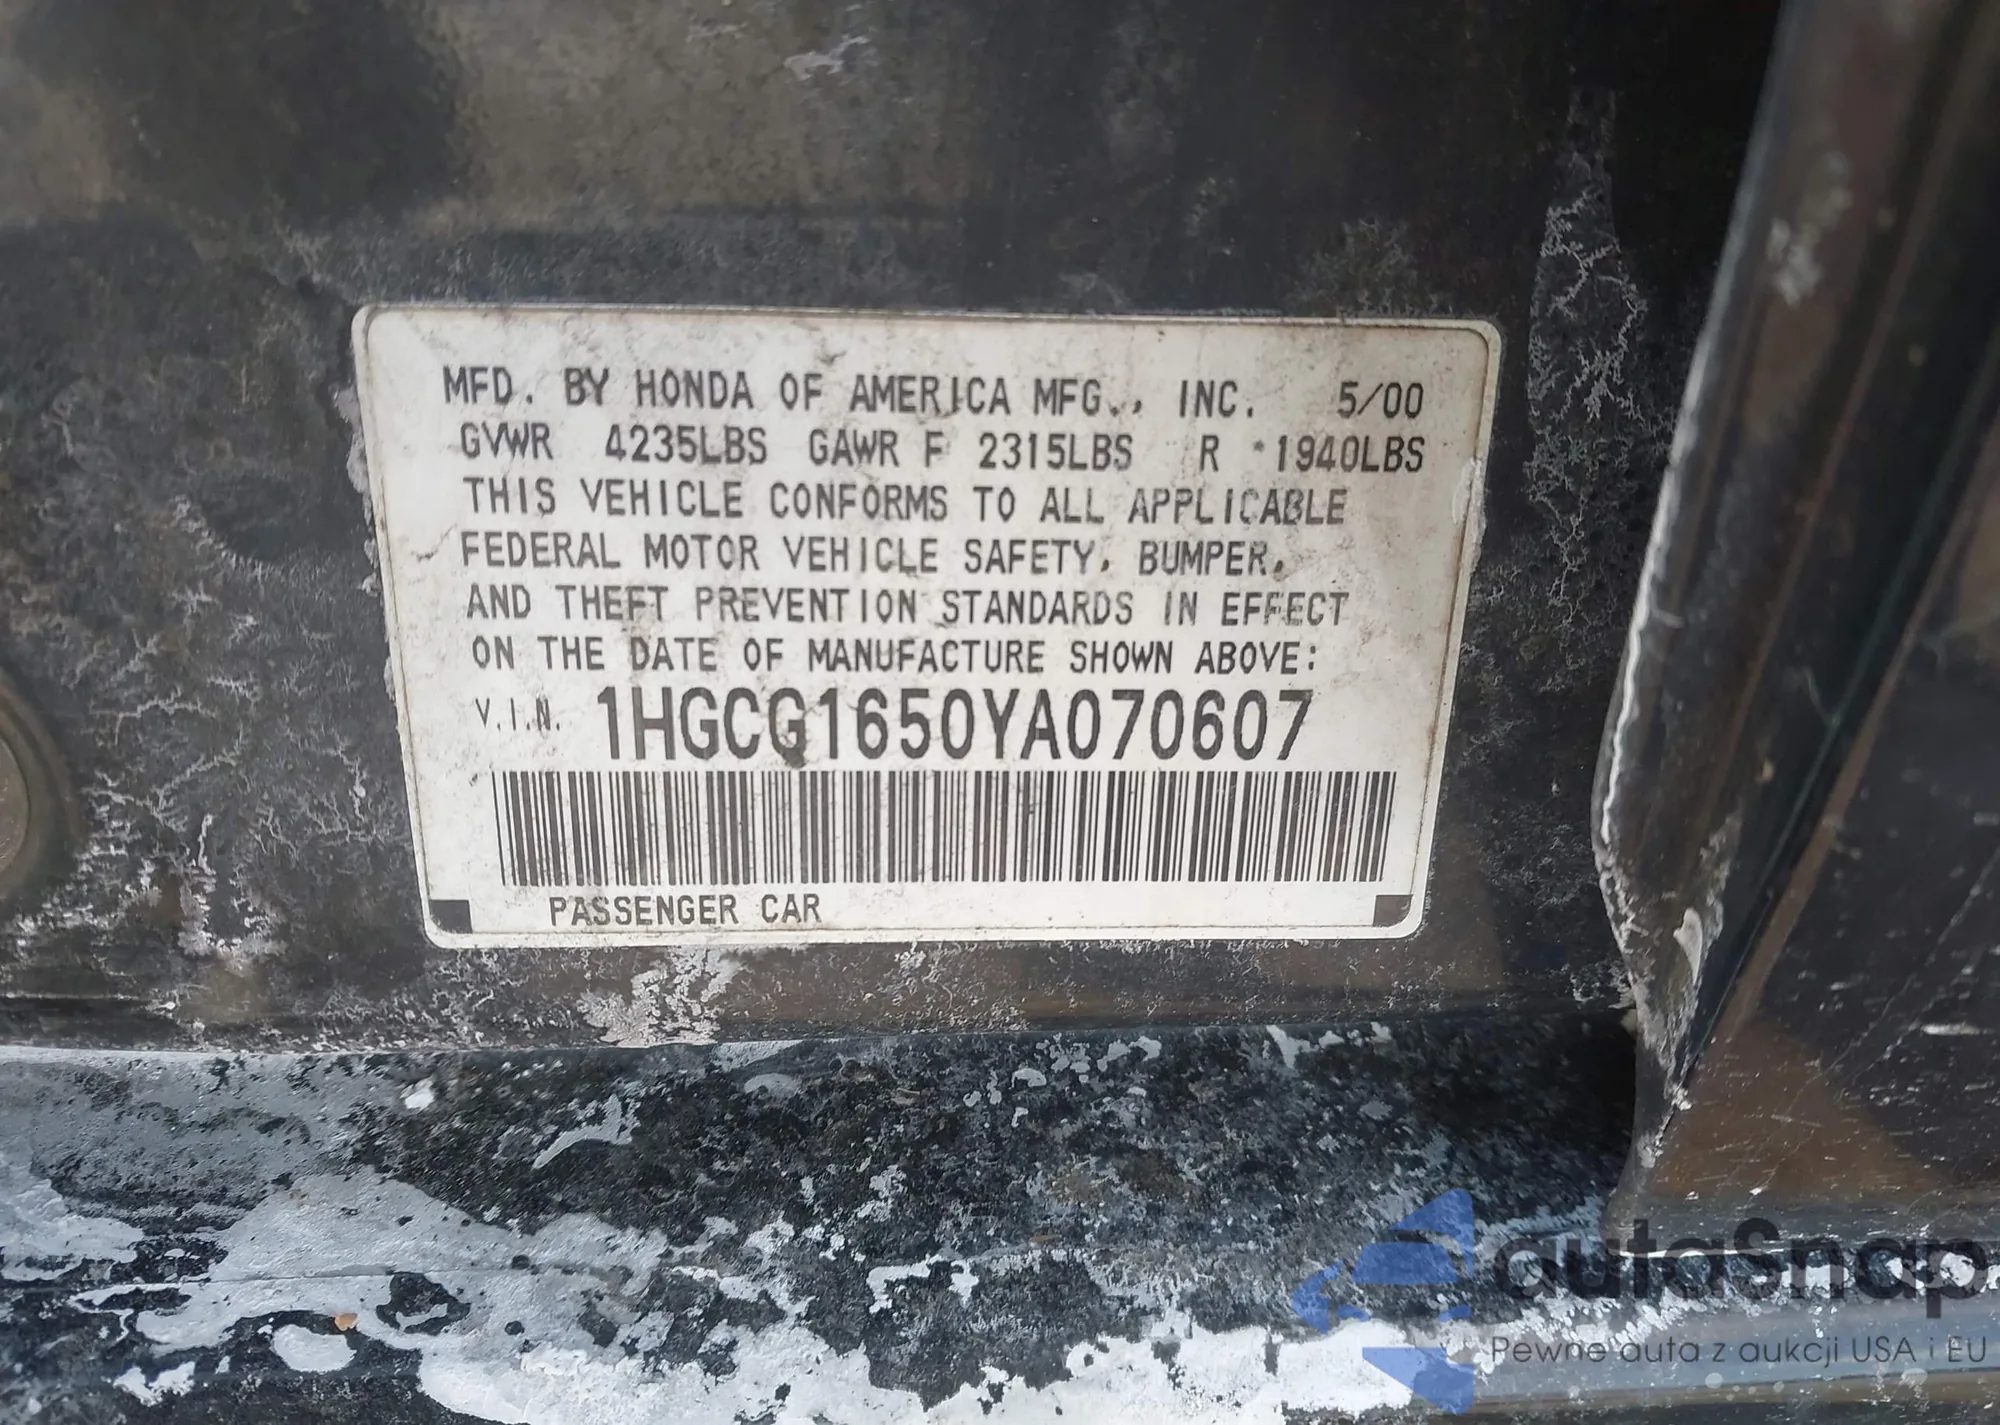 MFD. BY HONDA OF AMERICA MFG., INC. 5/00
GVWR 4235LBS GAWR F 2315LBS R 1940LBS
THIS VEHICLE CONFORMS TO ALL APPLICABLE
FEDERAL MOTOR VEHICLE SAFETY, BUMPER,
AND THEFT PREVENTION STANDARDS IN EFFECT
ON THE DATE OF MANUFACTURE SHOWN ABOVE:
V.I.N. 1HGCG1650YA070607
PASSENGER CAR
autaSnap
Pewne auta z aukcji USA i EU